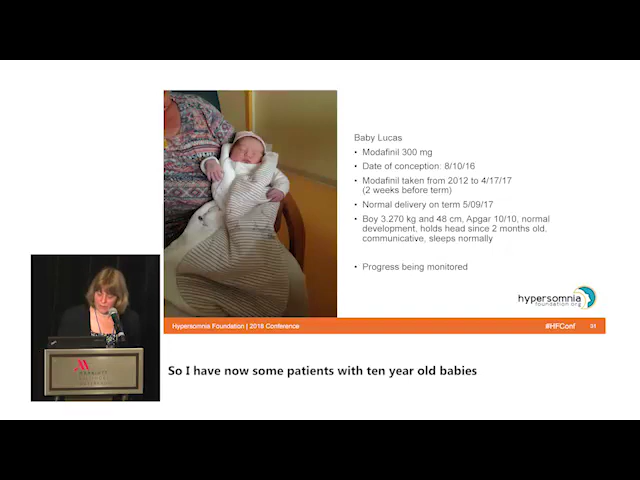 Baby Lucas
• Modafinil 300 mg
• Date of conception: 8/10/16
• Modafinil taken from 2012 to 4/17/17
(2 weeks before term)
• Normal delivery on term 5/09/17
• Boy 3.270 kg and 48 cm, Apgar 10/10, normal
development, holds head since 2 months old.
communicative, sleeps normally
• Progress being monitored
hypersomnia
foundation.org
Hypersomnia Foundation | 2018 Conference
#HFConf
31
MARRIOTT
So I have now some patients with ten year old babies